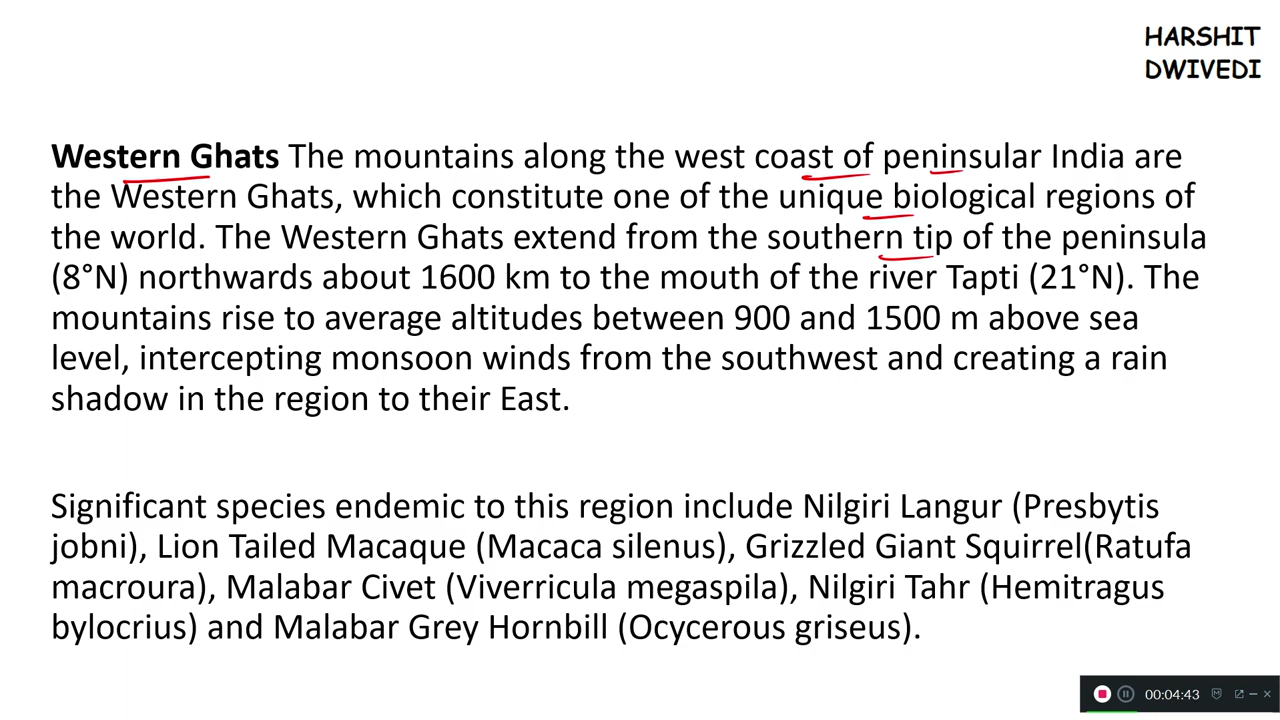 HARSHIT
DWIVEDI
Western Ghats The mountains along the west coast of peninsular India are
the Western Ghats, which constitute one of the unique biological regions of
the world. The Western Ghats extend from the southern tip of the peninsula
(8°N) northwards about 1600 km to the mouth of the river Tapti (21°N). The
mountains rise to average altitudes between 900 and 1500 m above sea
level, intercepting monsoon winds from the southwest and creating a rain
shadow in the region to their East.
Significant species endemic to this region include Nilgiri Langur (Presbytis
jobni), Lion Tailed Macaque (Macaca silenus), Grizzled Giant Squirrel(Ratufa
macroura), Malabar Civet (Viverricula megaspila), Nilgiri Tahr (Hemitragus
bylocrius) and Malabar Grey Hornbill (Ocycerous griseus).
00:04:43